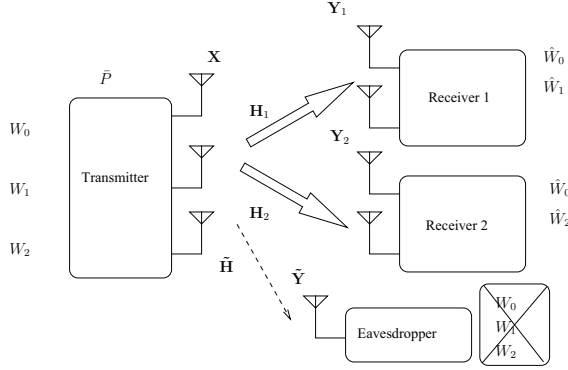 Y₁
X
P̄
Ŵ₀
Ŵ₁
H₁
Receiver 1
W₀
Y₂
Transmitter
W₁
Ŵ₀
H₂
Receiver 2
Ŵ₂
W₂
H̃
Ỹ
W₀
Eavesdropper
W₁
W₂